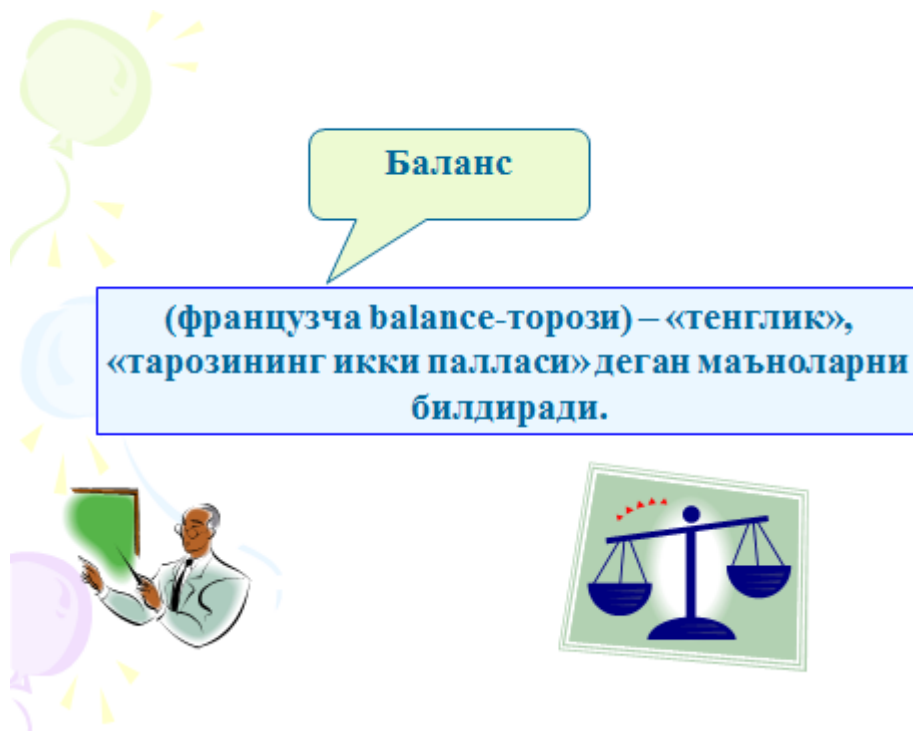 Баланс
(французча balance-торози) – «тенглик»,
«тарозининг икки палласи» деган маъноларни
билдиради.